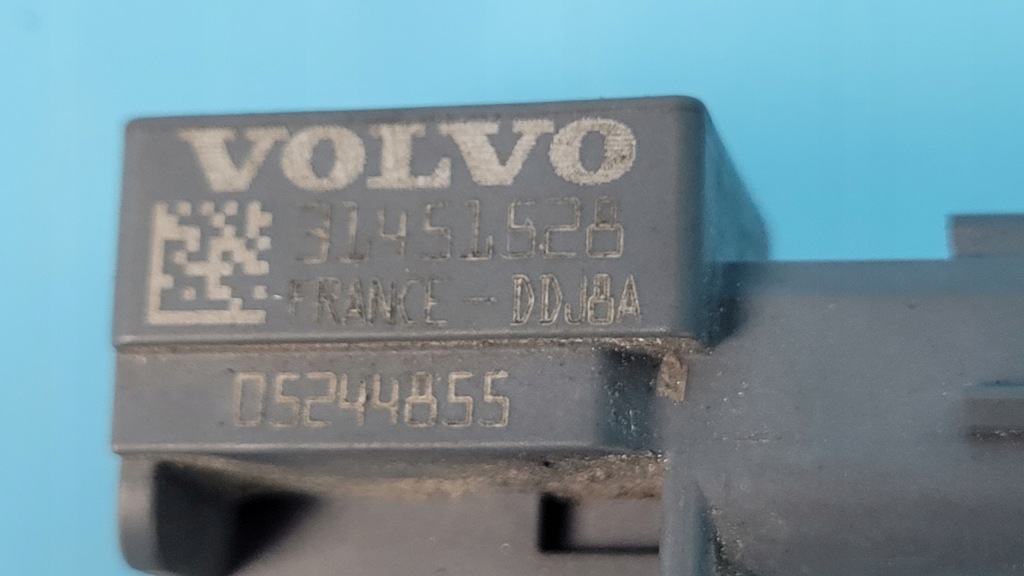 VOLVO
31451628
FRANCE - DDJ8A
05244855